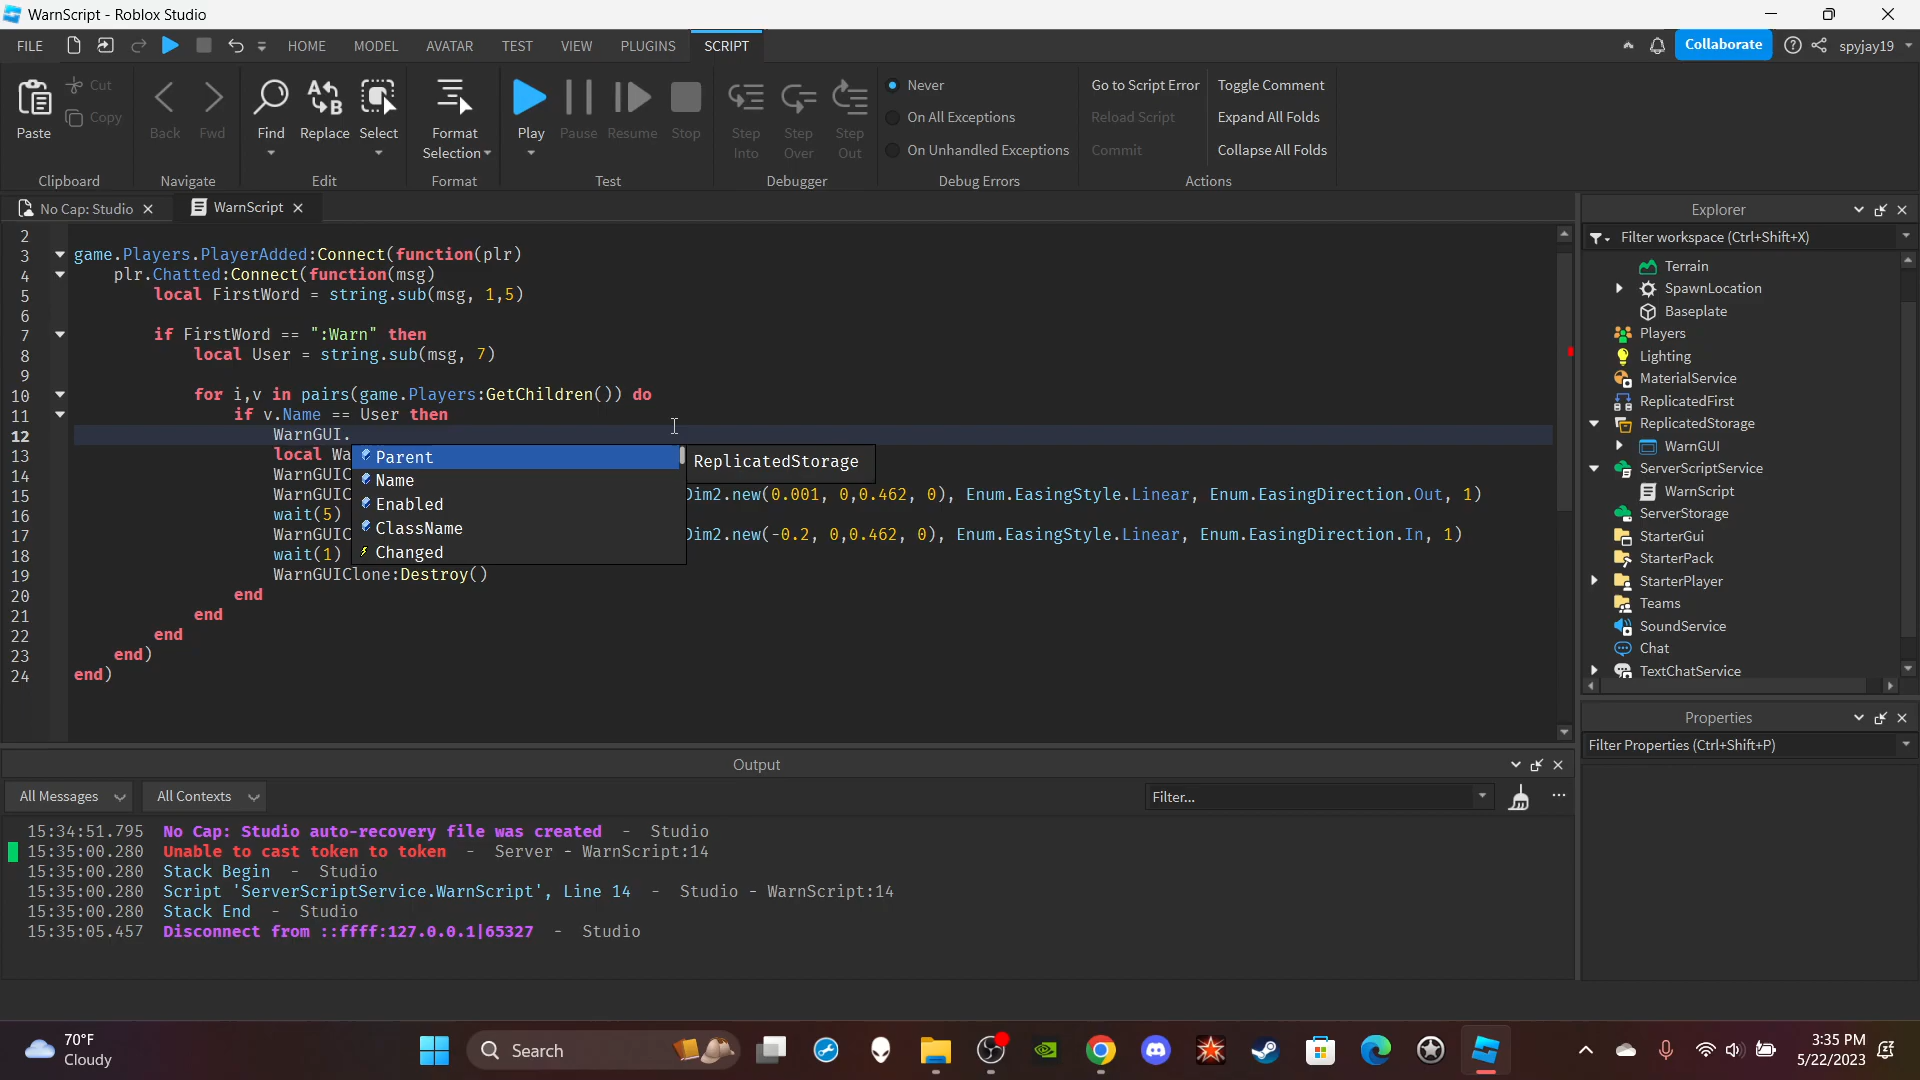 WarnScript - Roblox Studio
FILE HOME MODEL AVATAR TEST VIEW PLUGINS SCRIPT Collaborate spyjay19
Paste Cut Copy Back Fwd Find Replace Select Format Selection Play Pause Resume Stop Step Into Step Over Step Out
Never Go to Script Error Toggle Comment
On All Exceptions Reload Script Expand All Folds
On Unhandled Exceptions Commit Collapse All Folds
Clipboard Navigate Edit Format Test Debugger Debug Errors Actions
No Cap: Studio WarnScript
2
3 game.Players.PlayerAdded:Connect(function(plr)
4 plr.Chatted:Connect(function(msg)
5 local FirstWord = string.sub(msg, 1,5)
6
7 if FirstWord == ":Warn" then
8 local User = string.sub(msg, 7)
9
10 for i,v in pairs(game.Players:GetChildren()) do
11 if v.Name == User then
12 WarnGUI.
13 local Wa
14 WarnGUIC
15 WarnGUIC Dim2.new(0.001, 0,0.462, 0), Enum.EasingStyle.Linear, Enum.EasingDirection.Out, 1)
16 wait(5)
17 WarnGUIC Dim2.new(-0.2, 0,0.462, 0), Enum.EasingStyle.Linear, Enum.EasingDirection.In, 1)
18 wait(1)
19 WarnGUIClone:Destroy()
20 end
21 end
22 end
23 end)
24 end)
Parent
Name
Enabled
ClassName
Changed
ReplicatedStorage
Explorer
Filter workspace (Ctrl+Shift+X)
Terrain
SpawnLocation
Baseplate
Players
Lighting
MaterialService
ReplicatedFirst
ReplicatedStorage
WarnGUI
ServerScriptService
WarnScript
ServerStorage
StarterGui
StarterPack
StarterPlayer
Teams
SoundService
Chat
TextChatService
Properties
Filter Properties (Ctrl+Shift+P)
Output
All Messages All Contexts Filter...
15:34:51.795 No Cap: Studio auto-recovery file was created - Studio
15:35:00.280 Unable to cast token to token - Server - WarnScript:14
15:35:00.280 Stack Begin - Studio
15:35:00.280 Script 'ServerScriptService.WarnScript', Line 14 - Studio - WarnScript:14
15:35:00.280 Stack End - Studio
15:35:05.457 Disconnect from ::ffff:127.0.0.1|65327 - Studio
70°F
Cloudy
Search
3:35 PM
5/22/2023